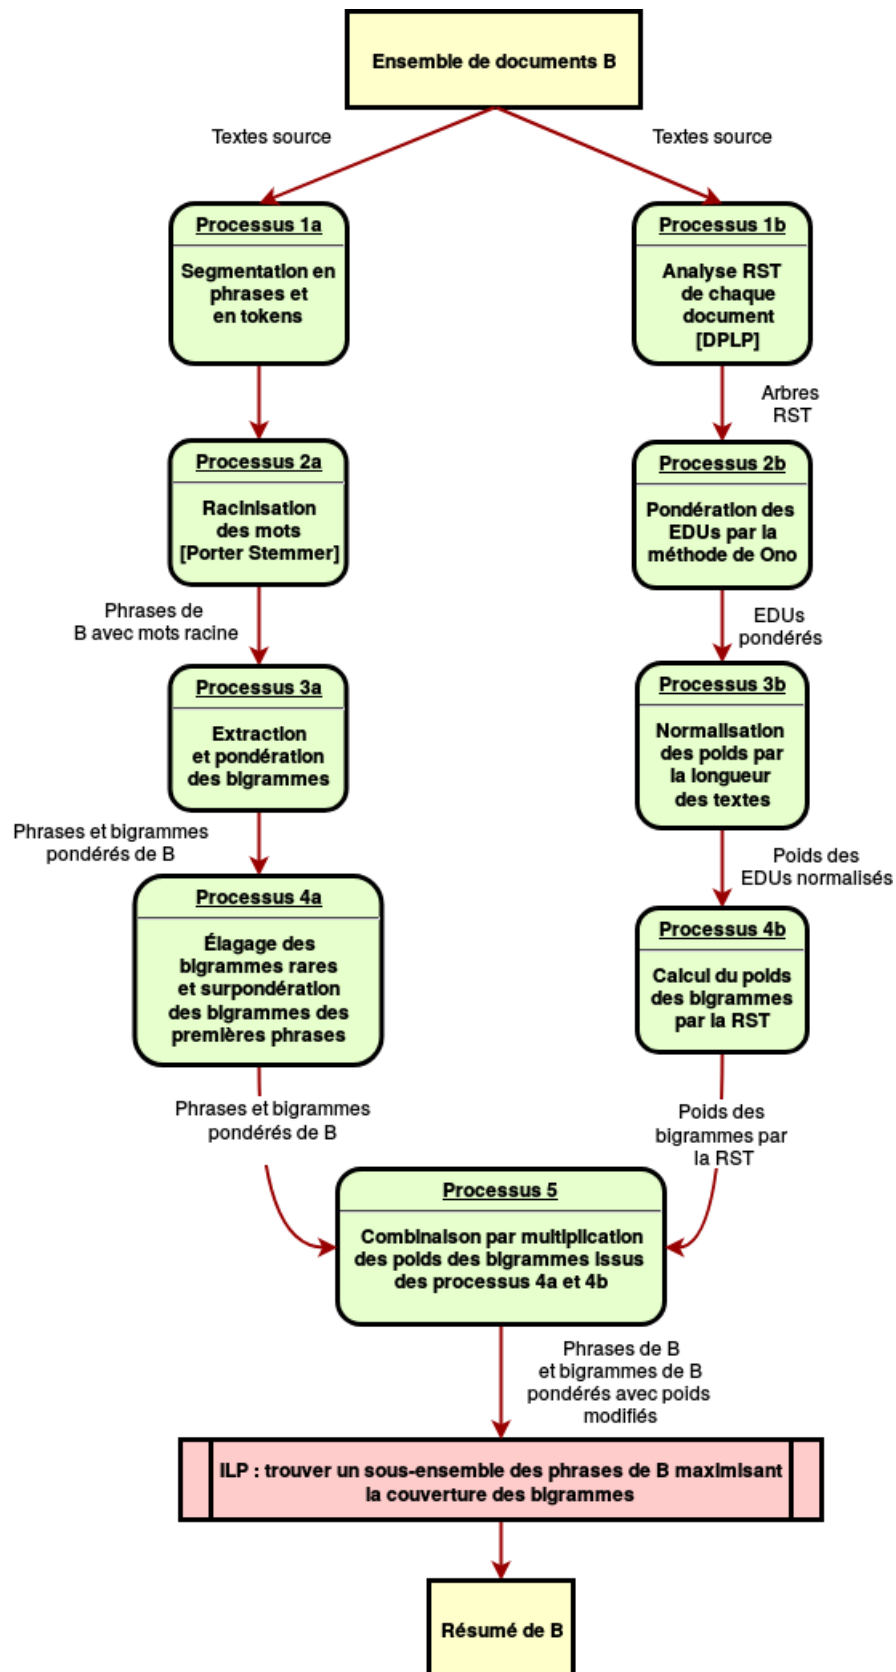 Ensemble de documents B
Textes source
Textes source
Processus 1a
Segmentation en
phrases et
en tokens
Processus 1b
Analyse RST
de chaque
document
[DPLP]
Arbres
RST
Processus 2a
Racinisation
des mots
[Porter Stemmer]
Processus 2b
Pondération des
EDUs par la
méthode de Ono
Phrases de
B avec mots racine
EDUs
pondérés
Processus 3a
Extraction
et pondération
des bigrammes
Processus 3b
Normalisation
des poids par
la longueur
des textes
Phrases et bigrammes
pondérés de B
Poids des
EDUs normalisés
Processus 4a
Élagage des
bigrammes rares
et surpondération
des bigrammes des
premières phrases
Processus 4b
Calcul du poids
des bigrammes
par la RST
Phrases et bigrammes
pondérés de B
Poids des
bigrammes par
la RST
Processus 5
Combinaison par multiplication
des poids des bigrammes issus
des processus 4a et 4b
Phrases de B
et bigrammes de B
pondérés avec poids
modifiés
ILP : trouver un sous-ensemble des phrases de B maximisant
la couverture des bigrammes
Résumé de B